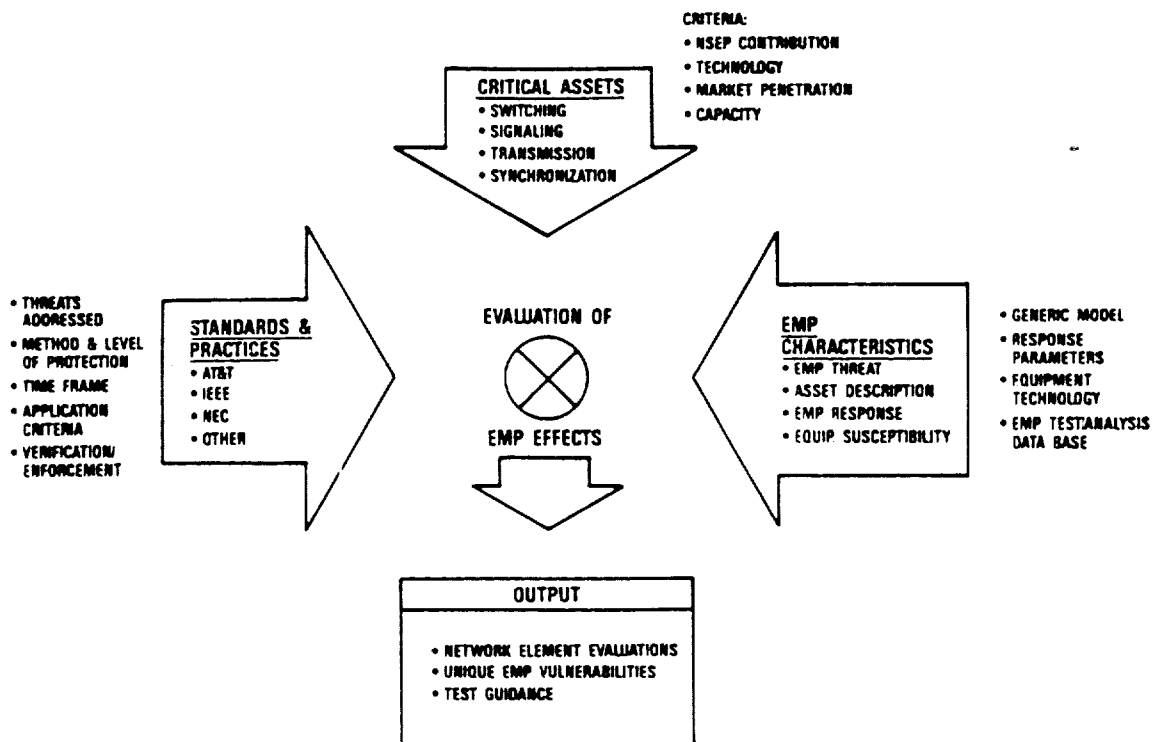 CRITERIA:
• NSEP CONTRIBUTION
• TECHNOLOGY
• MARKET PENETRATION
• CAPACITY
CRITICAL ASSETS
• SWITCHING
• SIGNALING
• TRANSMISSION
• SYNCHRONIZATION
• THREATS
ADDRESSED
• METHOD & LEVEL
OF PROTECTION
• TIME FRAME
• APPLICATION
CRITERIA
• VERIFICATION/
ENFORCEMENT
STANDARDS &
PRACTICES
• AT&T
• IEEE
• NEC
• OTHER
EVALUATION OF
EMP EFFECTS
EMP
CHARACTERISTICS
• EMP THREAT
• ASSET DESCRIPTION
• EMP RESPONSE
• EQUIP. SUSCEPTIBILITY
• GENERIC MODEL
• RESPONSE
PARAMETERS
• EQUIPMENT
TECHNOLOGY
• EMP TEST/ANALYSIS
DATA BASE
OUTPUT
• NETWORK ELEMENT EVALUATIONS
• UNIQUE EMP VULNERABILITIES
• TEST GUIDANCE